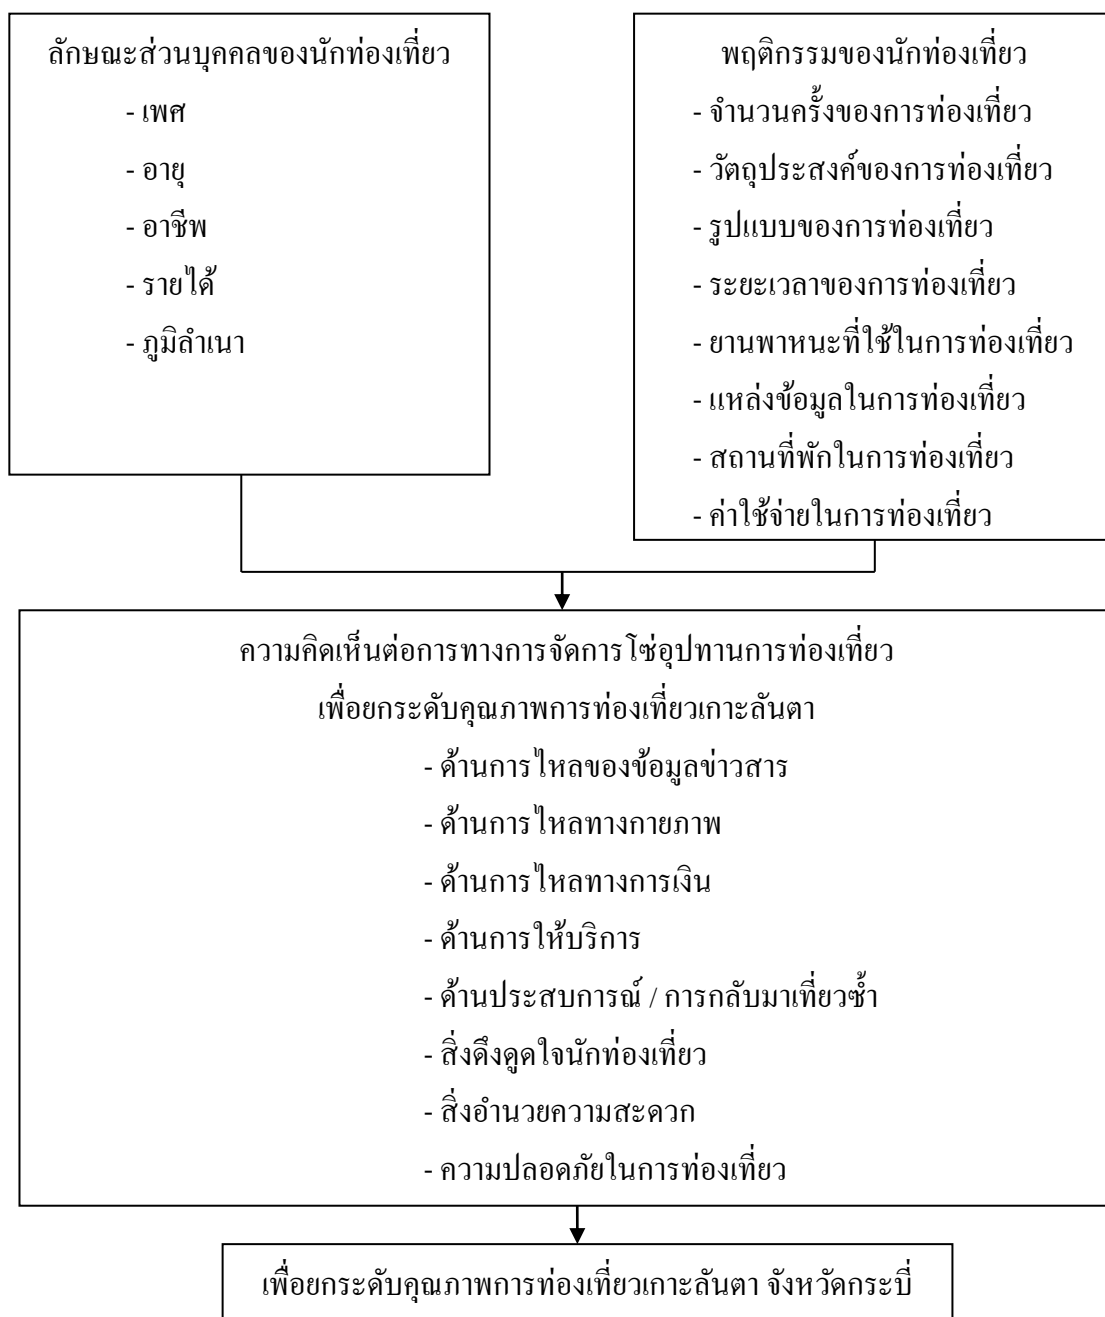 ลักษณะส่วนบุคคลของนักท่องเที่ยว
- เพศ
- อายุ
- อาชีพ
- รายได้
- ภูมิลำเนา
พฤติกรรมของนักท่องเที่ยว
- จำนวนครั้งของการท่องเที่ยว
- วัตถุประสงค์ของการท่องเที่ยว
- รูปแบบของการท่องเที่ยว
- ระยะเวลาของการท่องเที่ยว
- ยานพาหนะที่ใช้ในการท่องเที่ยว
- แหล่งข้อมูลในการท่องเที่ยว
- สถานที่พักในการท่องเที่ยว
- ค่าใช้จ่ายในการท่องเที่ยว
ความคิดเห็นต่อการทางการจัดการโซ่อุปทานการท่องเที่ยว
เพื่อยกระดับคุณภาพการท่องเที่ยวเกาะลันตา
- ด้านการไหลของข้อมูลข่าวสาร
- ด้านการไหลทางกายภาพ
- ด้านการไหลทางการเงิน
- ด้านการให้บริการ
- ด้านประสบการณ์ / การกลับมาเที่ยวซ้ำ
- สิ่งดึงดูดใจนักท่องเที่ยว
- สิ่งอำนวยความสะดวก
- ความปลอดภัยในการท่องเที่ยว
เพื่อยกระดับคุณภาพการท่องเที่ยวเกาะลันตา จังหวัดกระบี่